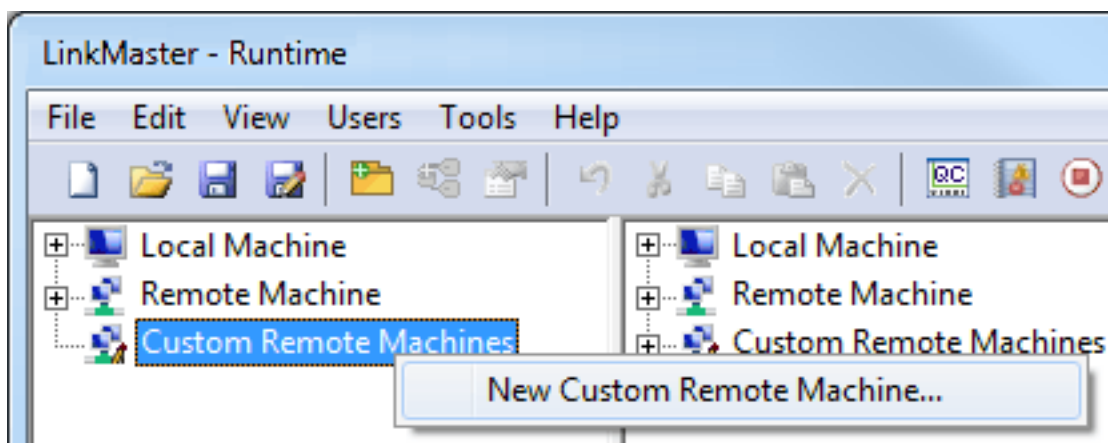 LinkMaster - Runtime
File Edit View Users Tools Help
QC
Local Machine
Remote Machine
Custom Remote Machines
Local Machine
Remote Machine
Custom Remote Machines
New Custom Remote Machine...